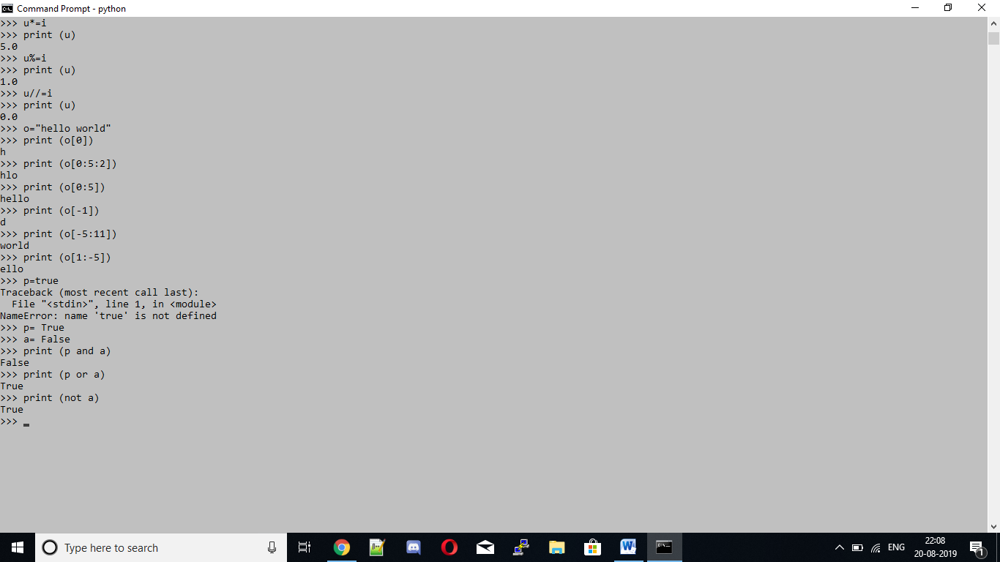 Command Prompt - python
>>> u*=i
>>> print (u)
5.0
>>> u%=i
>>> print (u)
1.0
>>> u//=i
>>> print (u)
0.0
>>> o="hello world"
>>> print (o[0])
h
>>> print (o[0:5:2])
hlo
>>> print (o[0:5])
hello
>>> print (o[-1])
d
>>> print (o[-5:11])
world
>>> print (o[1:-5])
ello
>>> p=true
Traceback (most recent call last):
  File "<stdin>", line 1, in <module>
NameError: name 'true' is not defined
>>> p= True
>>> a= False
>>> print (p and a)
False
>>> print (p or a)
True
>>> print (not a)
True
>>>
Type here to search
ENG
22:08
20-08-2019
1